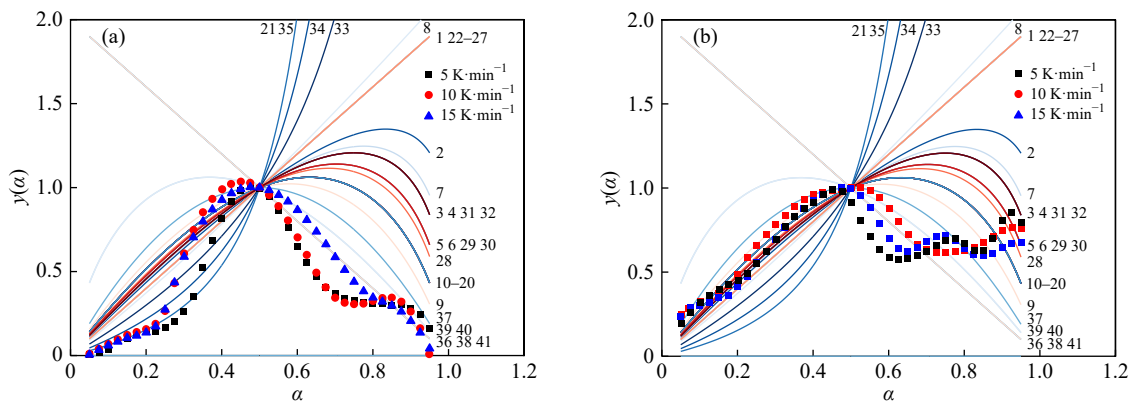 (a)
21 35 34 33 8
1 22–27
5 K·min⁻¹
10 K·min⁻¹
15 K·min⁻¹
2
7
3 4 31 32
5 6 29 30
28
10–20
9
37
39 40
36 38 41
y(α)
2.0
1.5
1.0
0.5
0
0 0.2 0.4 0.6 0.8 1.0 1.2
α
(b)
21 35 34 33 8
1 22–27
5 K·min⁻¹
10 K·min⁻¹
15 K·min⁻¹
2
7
3 4 31 32
5 6 29 30
28
10–20
9
37
39 40
36 38 41
y(α)
2.0
1.5
1.0
0.5
0
0 0.2 0.4 0.6 0.8 1.0 1.2
α